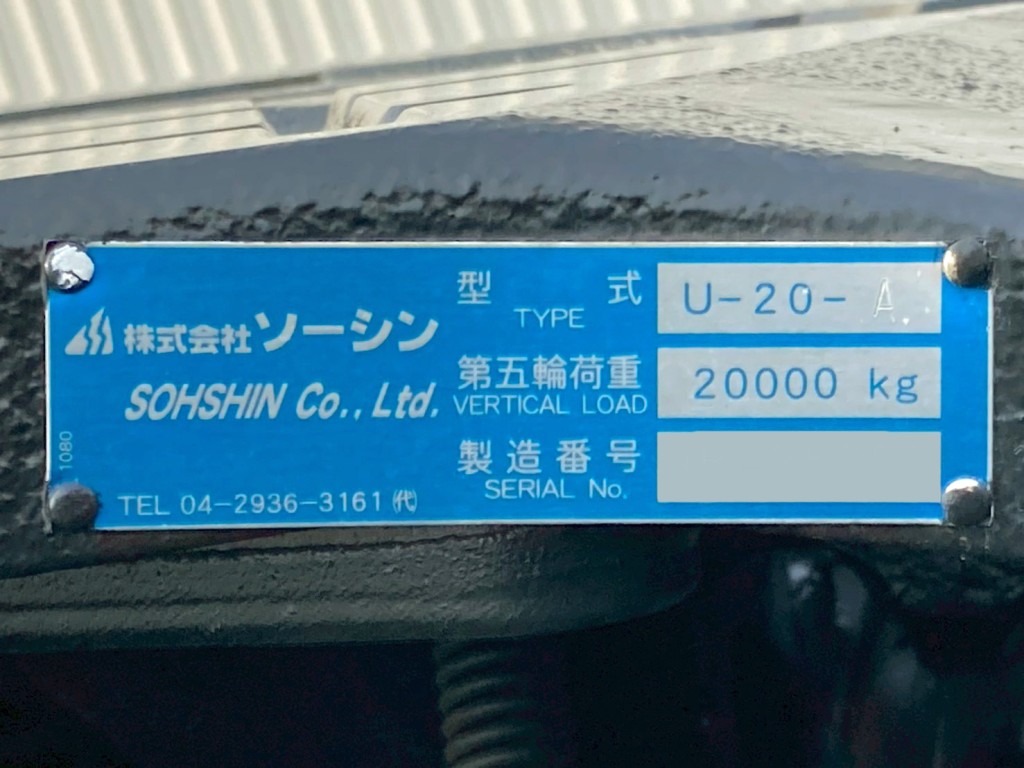 株式会社ソーシン
SOHSHIN Co., Ltd.
1080
TEL 04-2936-3161 ㈹
型式 U-20-A
TYPE
第五輪荷重 20000 kg
VERTICAL LOAD
製造番号
SERIAL No.